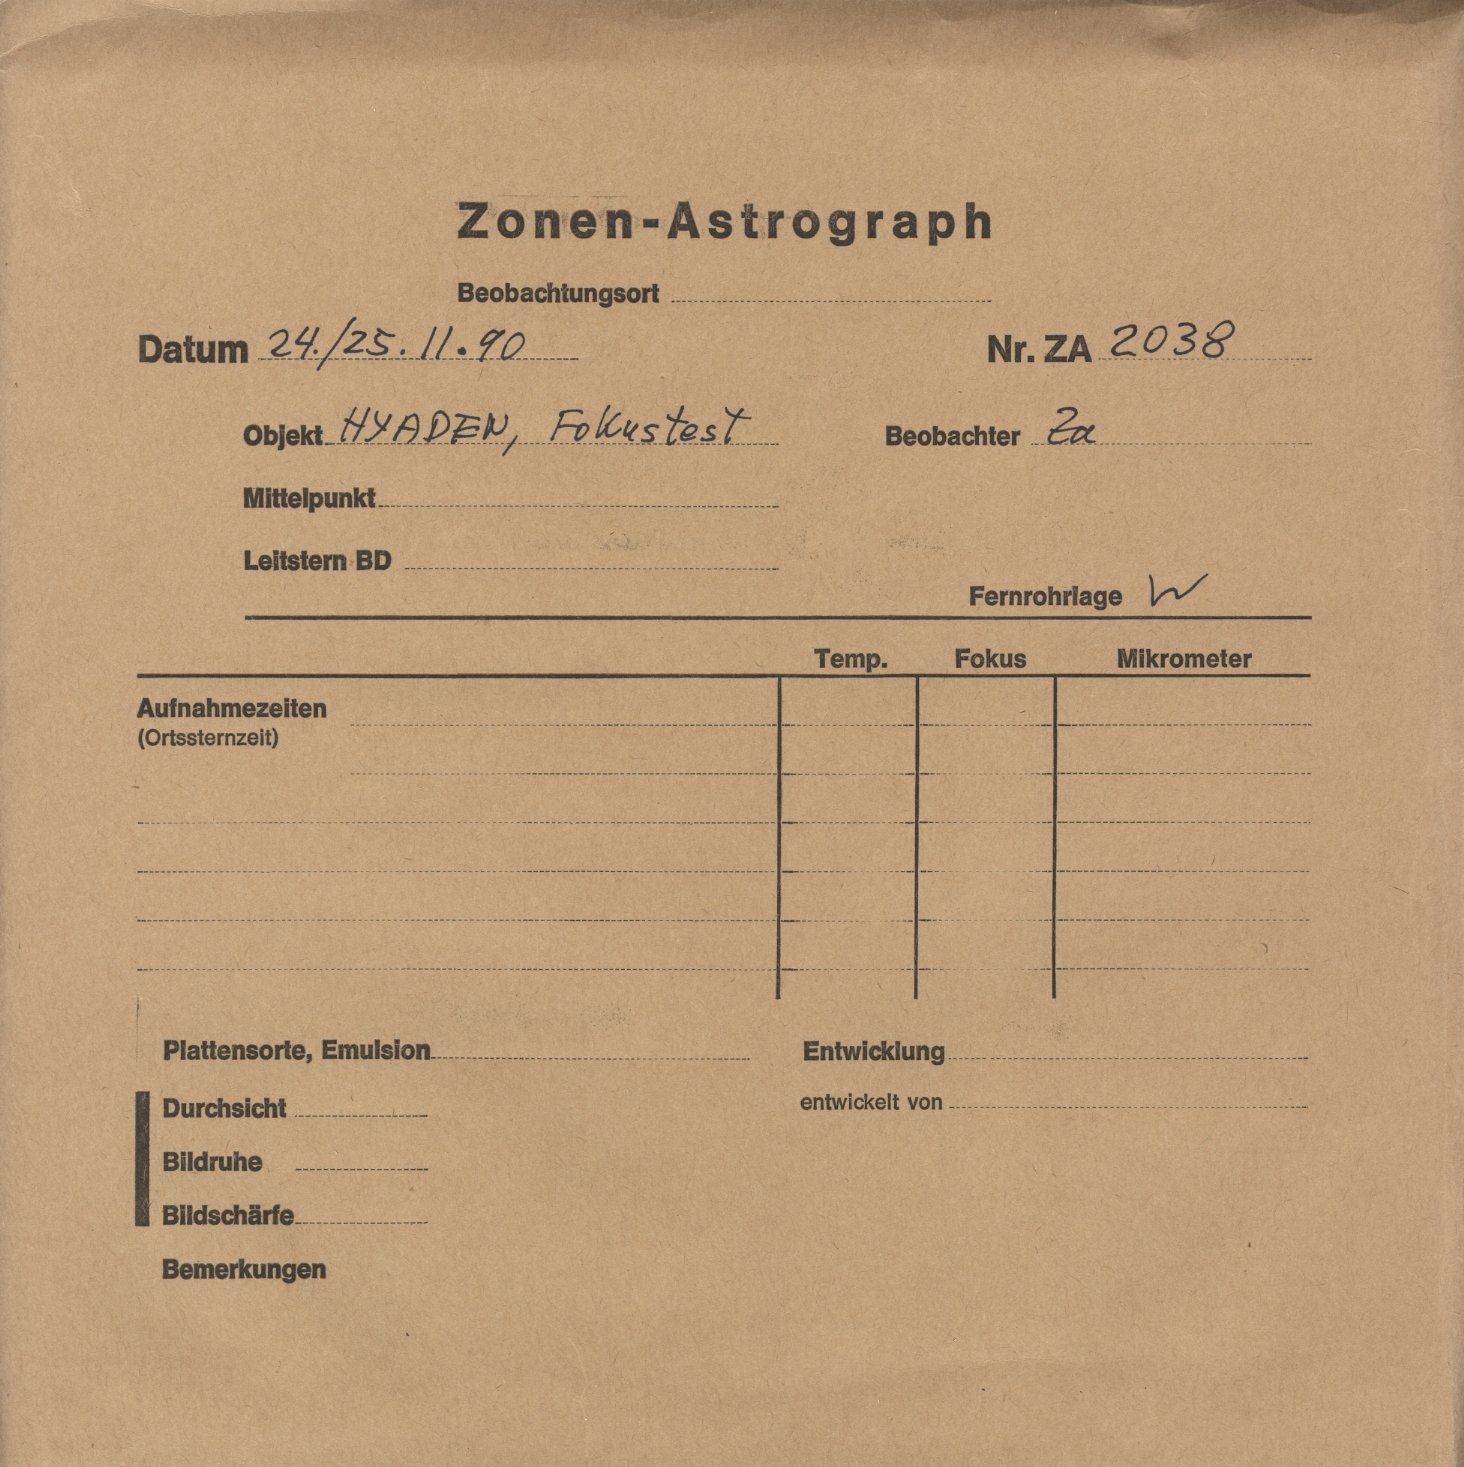 Zonen-Astrograph
Beobachtungsort
Datum 24./25.11.90 Nr. ZA 2038
Objekt HYADEN, Fokustest Beobachter Za
Mittelpunkt
Leitstern BD
Fernrohrlage W
Temp. Fokus Mikrometer
Aufnahmezeiten
(Ortssternzeit)
Plattensorte, Emulsion Entwicklung
Durchsicht entwickelt von
Bildruhe
Bildschärfe
Bemerkungen